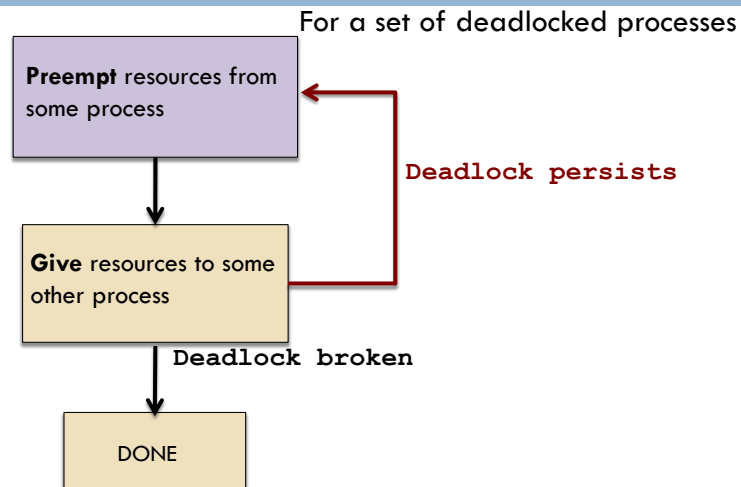 For a set of deadlocked processes
Preempt resources from
some process
Deadlock persists
Give resources to some
other process
Deadlock broken
DONE